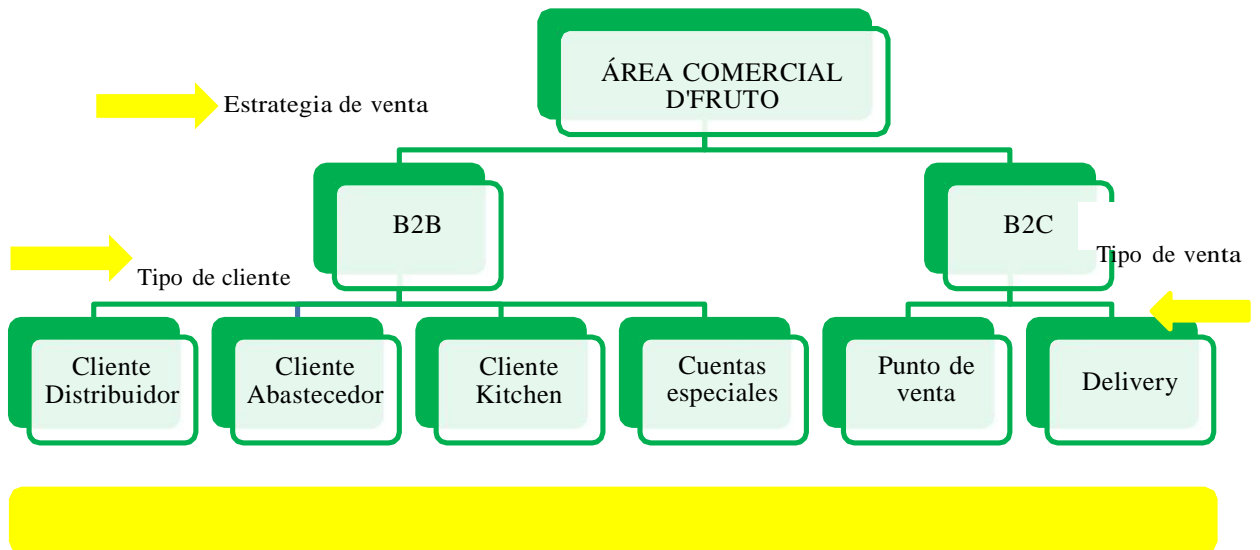 ÁREA COMERCIAL
D'FRUTO
Estrategia de venta
B2B
B2C
Tipo de venta
Tipo de cliente
Cliente
Distribuidor
Cliente
Abastecedor
Cliente
Kitchen
Cuentas
especiales
Punto de
venta
Delivery